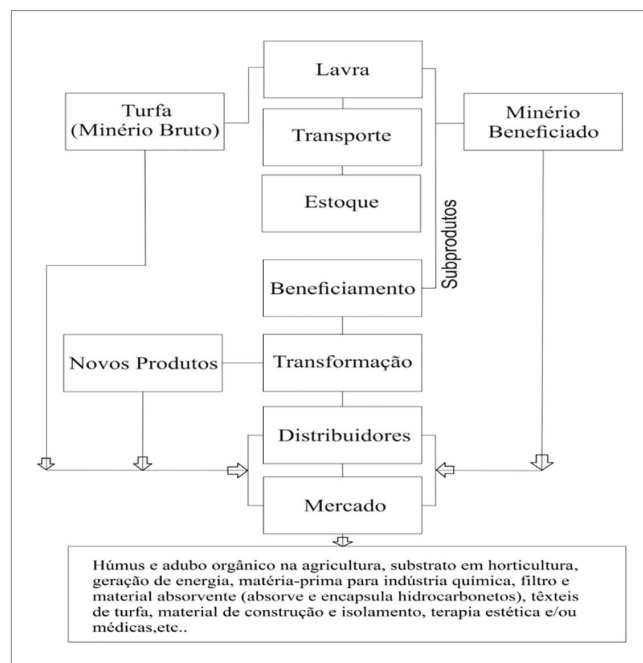 Lavra
Turfa
(Minério Bruto)
Minério
Beneficiado
Transporte
Estoque
Subprodutos
Beneficiamento
Novos Produtos
Transformação
Distribuidores
Mercado
Húmus e adubo orgânico na agricultura, substrato em horticultura,
geração de energia, matéria-prima para indústria química, filtro e
material absorvente (absorve e encapsula hidrocarbonetos), têxteis
de turfa, material de construção e isolamento, terapia estética e/ou
médicas,etc..